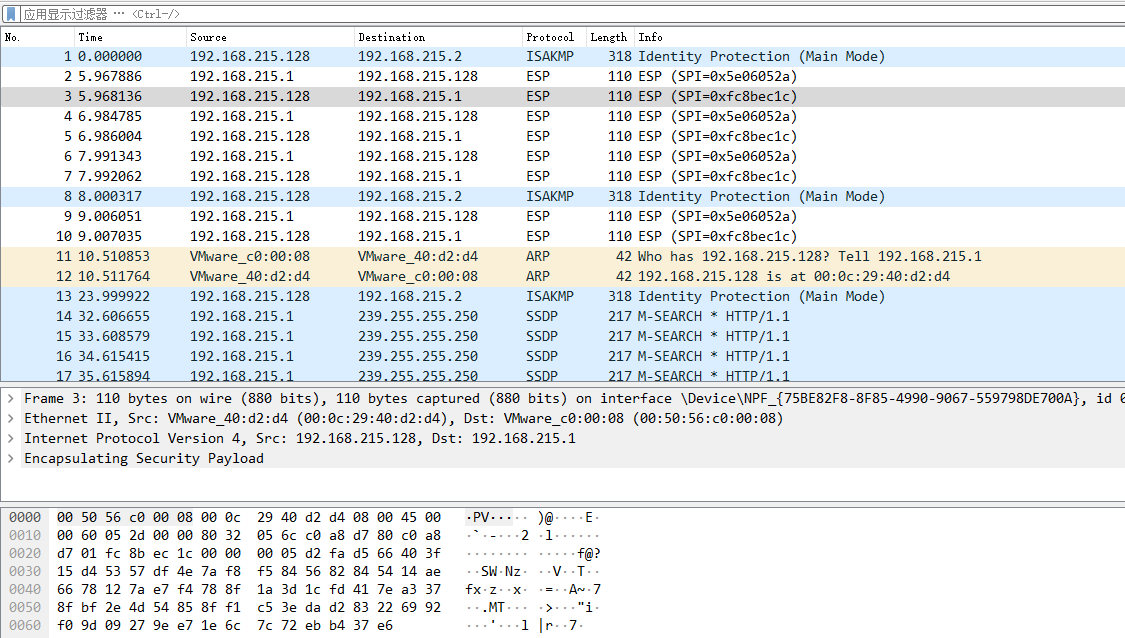 应用显示过滤器 … <Ctrl-/>
No. Time Source Destination Protocol Length Info
1 0.000000 192.168.215.128 192.168.215.2 ISAKMP 318 Identity Protection (Main Mode)
2 5.967886 192.168.215.1 192.168.215.128 ESP 110 ESP (SPI=0x5e06052a)
3 5.968136 192.168.215.128 192.168.215.1 ESP 110 ESP (SPI=0xfc8bec1c)
4 6.984785 192.168.215.1 192.168.215.128 ESP 110 ESP (SPI=0x5e06052a)
5 6.986004 192.168.215.128 192.168.215.1 ESP 110 ESP (SPI=0xfc8bec1c)
6 7.991343 192.168.215.1 192.168.215.128 ESP 110 ESP (SPI=0x5e06052a)
7 7.992062 192.168.215.128 192.168.215.1 ESP 110 ESP (SPI=0xfc8bec1c)
8 8.000317 192.168.215.128 192.168.215.2 ISAKMP 318 Identity Protection (Main Mode)
9 9.006051 192.168.215.1 192.168.215.128 ESP 110 ESP (SPI=0x5e06052a)
10 9.007035 192.168.215.128 192.168.215.1 ESP 110 ESP (SPI=0xfc8bec1c)
11 10.510853 VMware_c0:00:08 VMware_40:d2:d4 ARP 42 Who has 192.168.215.128? Tell 192.168.215.1
12 10.511764 VMware_40:d2:d4 VMware_c0:00:08 ARP 42 192.168.215.128 is at 00:0c:29:40:d2:d4
13 23.999922 192.168.215.128 192.168.215.2 ISAKMP 318 Identity Protection (Main Mode)
14 32.606655 192.168.215.1 239.255.255.250 SSDP 217 M-SEARCH * HTTP/1.1
15 33.608579 192.168.215.1 239.255.255.250 SSDP 217 M-SEARCH * HTTP/1.1
16 34.615415 192.168.215.1 239.255.255.250 SSDP 217 M-SEARCH * HTTP/1.1
17 35.615894 192.168.215.1 239.255.255.250 SSDP 217 M-SEARCH * HTTP/1.1
> Frame 3: 110 bytes on wire (880 bits), 110 bytes captured (880 bits) on interface \Device\NPF_{75BE82F8-8F85-4990-9067-559798DE700A}, id 0
> Ethernet II, Src: VMware_40:d2:d4 (00:0c:29:40:d2:d4), Dst: VMware_c0:00:08 (00:50:56:c0:00:08)
> Internet Protocol Version 4, Src: 192.168.215.128, Dst: 192.168.215.1
> Encapsulating Security Payload
0000 00 50 56 c0 00 08 00 0c 29 40 d2 d4 08 00 45 00 ·PV····· )@····E·
0010 00 60 05 2d 00 00 80 32 05 6c c0 a8 d7 80 c0 a8 ·`·-···2 ·l······
0020 d7 01 fc 8b ec 1c 00 00 00 05 d2 fa d5 66 40 3f ········ ·····f@?
0030 15 d4 53 57 df 4e 7a f8 f5 84 56 82 84 54 14 ae ··SW·Nz· ··V··T··
0040 66 78 12 7a e7 f4 78 8f 1a 3d 1c fd 41 7e a3 37 fx·z··x· ·=··A~·7
0050 8f bf 2e 4d 54 85 8f f1 c5 3e da d2 83 22 69 92 ··.MT··· ·>···"i·
0060 f0 9d 09 27 9e e7 1e 6c 7c 72 eb b4 37 e6 ···'···l |r··7·